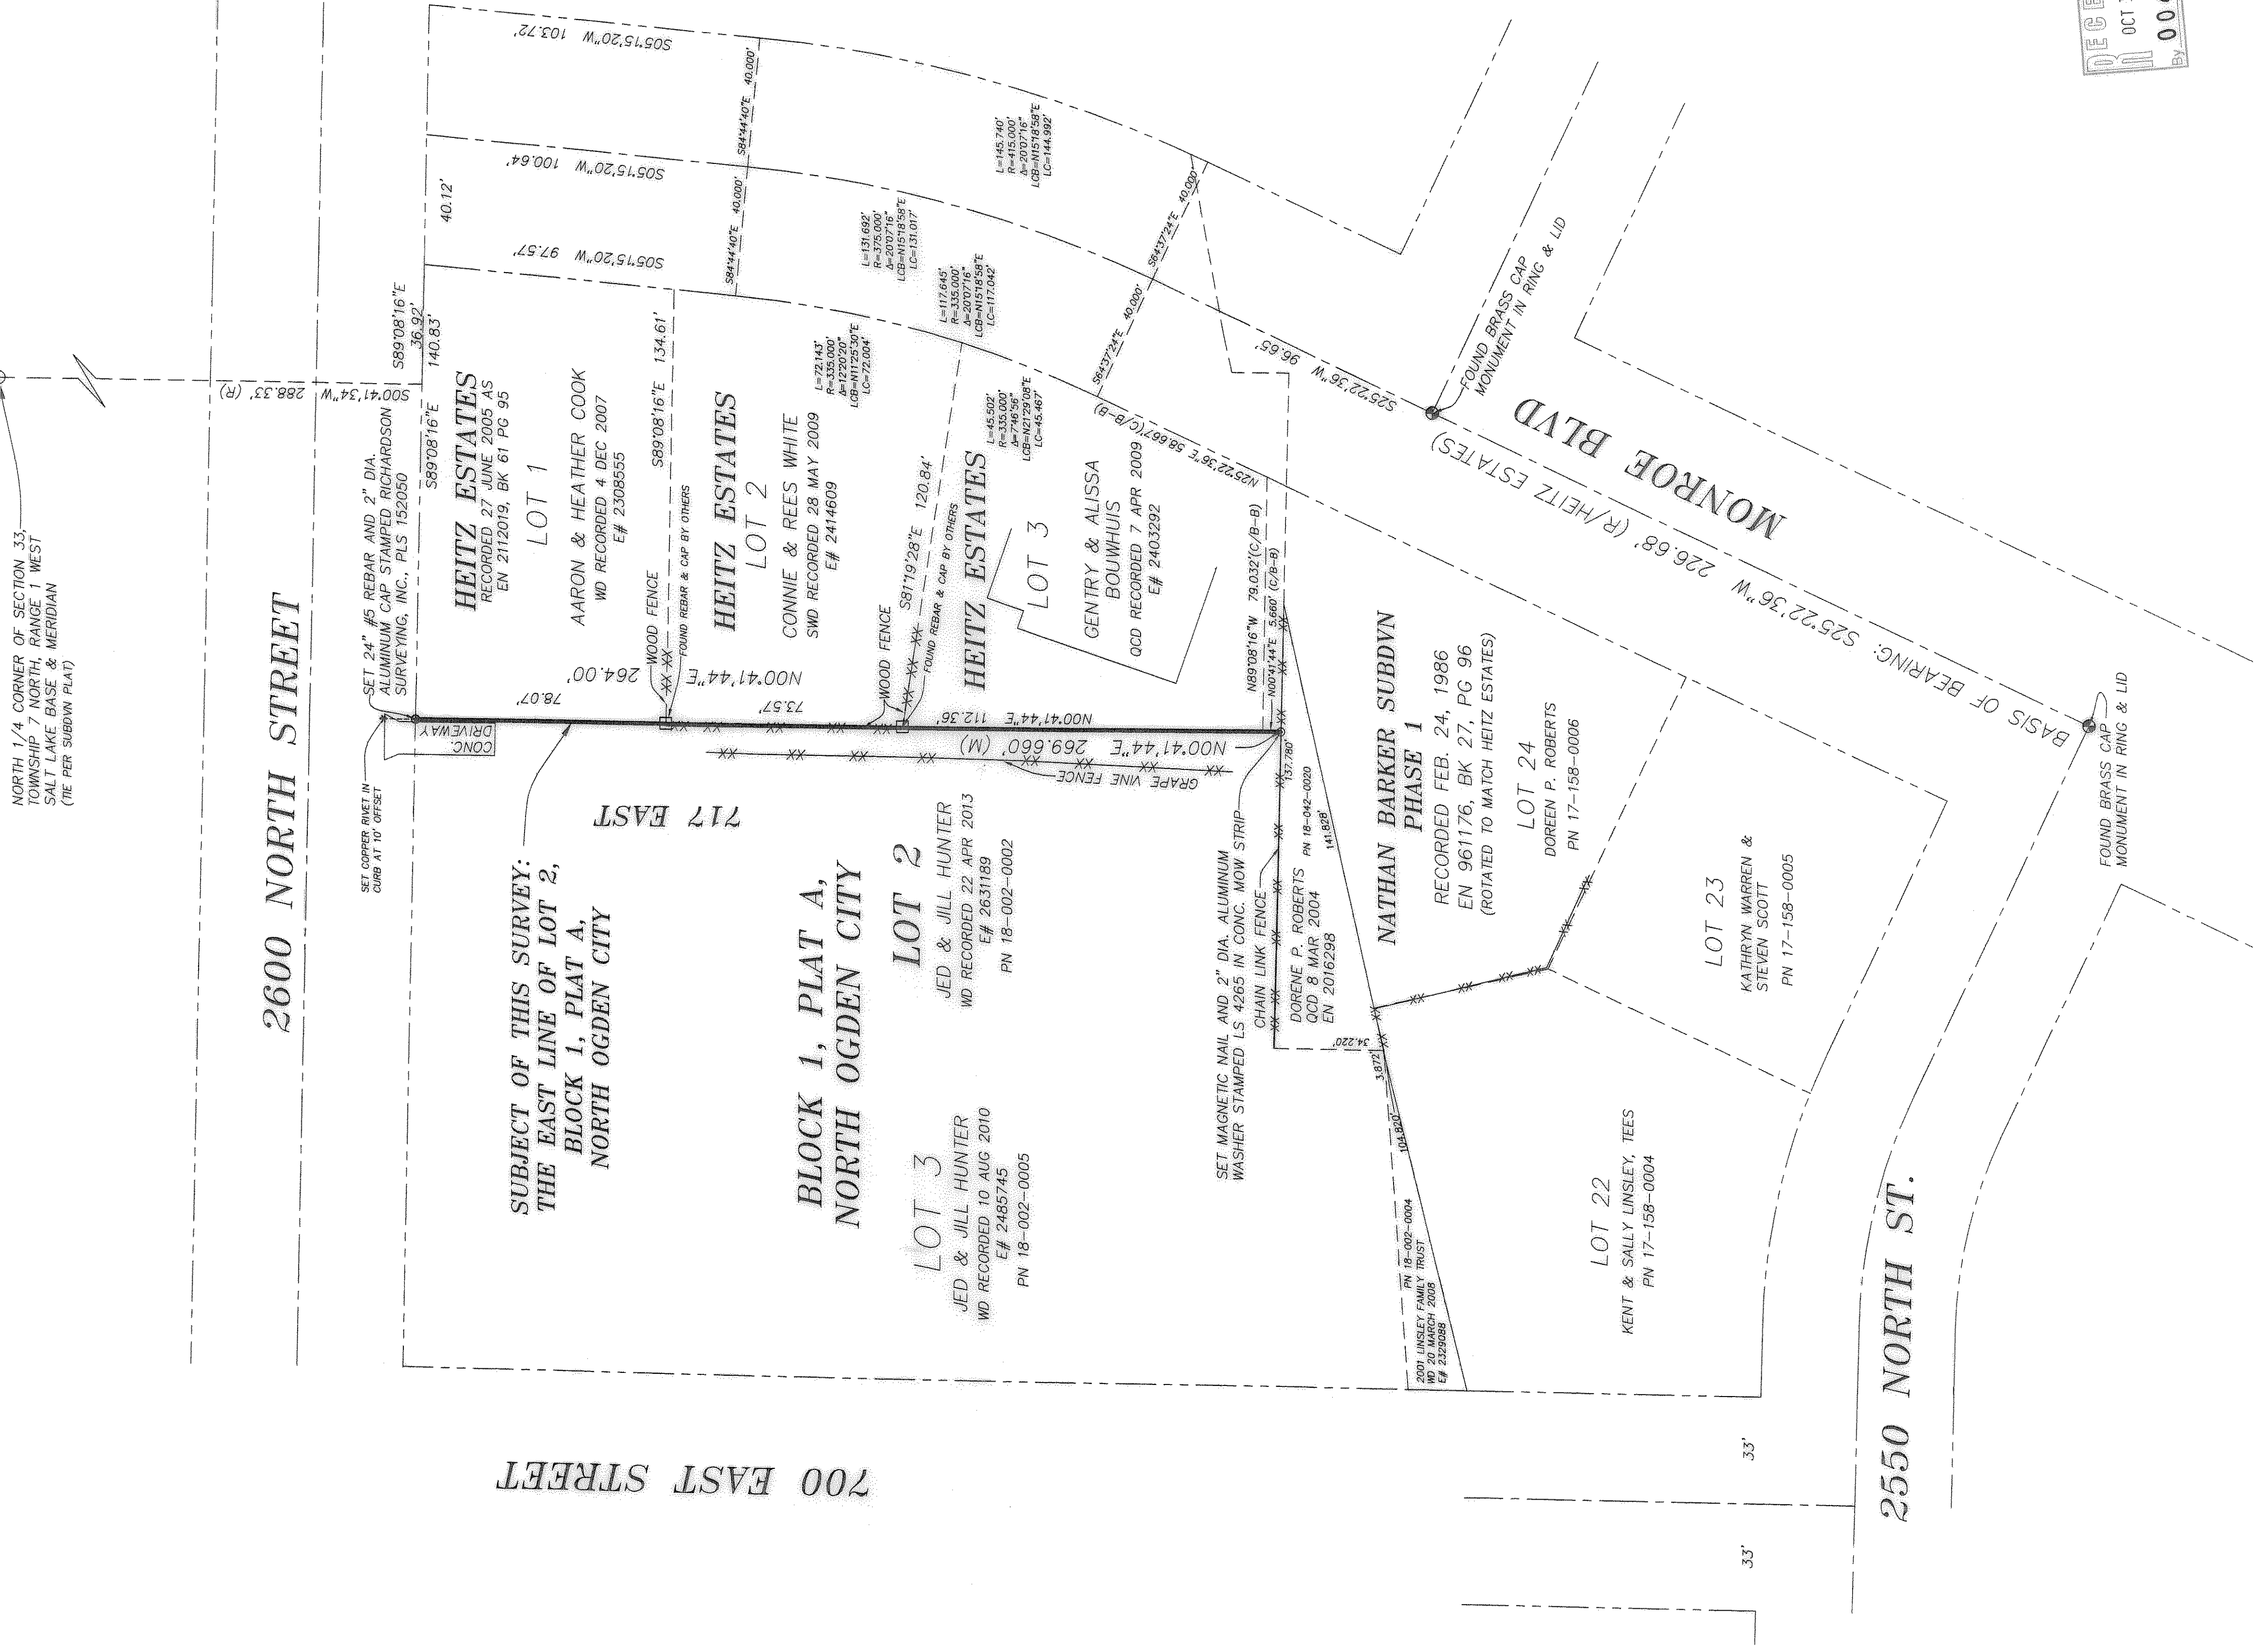 NORTH 1/4 CORNER OF SECTION 33,
TOWNSHIP 7 NORTH, RANGE 1 WEST
SALT LAKE BASE & MERIDIAN
(TIE PER SUBDVN PLAT)
2600 NORTH STREET
S00°41'34"W 288.33' (R)
S89°08'16"E
36.92'
140.83'
40.12'
S89°08'16"E
S05°15'20"W 103.72'
S05°15'20"W 100.64'
S05°15'20"W 97.57'
S84°44'40"E 40.000'
S84°44'40"E 40.000'
SET 24" #5 REBAR AND 2" DIA.
ALUMINUM CAP STAMPED RICHARDSON
SURVEYING, INC., PLS 152050
SET COPPER RIVET IN
CURB AT 10' OFFSET
CONC.
DRIVEWAY
HEITZ ESTATES
RECORDED 27 JUNE 2005 AS
EN 2112019, BK 61 PG 95
LOT 1
AARON & HEATHER COOK
WD RECORDED 4 DEC 2007
E# 2308555
S89°08'16"E 134.61'
WOOD FENCE
FOUND REBAR & CAP BY OTHERS
HEITZ ESTATES
LOT 2
CONNIE & REES WHITE
SWD RECORDED 28 MAY 2009
E# 2414609
L=72.143'
R=335.000'
Δ=12°20'20"
LCB=N11°25'30"E
LC=72.004'
L=131.692'
R=375.000'
Δ=20°07'16"
LCB=N15°18'58"E
LC=131.017'
L=117.645'
R=335.000'
Δ=20°07'16"
LCB=N15°18'58"E
LC=117.042'
L=145.740'
R=415.000'
Δ=20°07'16"
LCB=N15°18'58"E
LC=144.992'
WOOD FENCE
S81°19'28"E 120.84'
FOUND REBAR & CAP BY OTHERS
HEITZ ESTATES
LOT 3
GENTRY & ALISSA
BOUWHUIS
QCD RECORDED 7 APR 2009
E# 2403292
L=45.502'
R=335.000'
Δ=7°46'56"
LCB=N21°29'08"E
LC=45.467'
N25°22'36"E 58.667'(C/B-B)
S64°37'24"E 40.000'
S64°37'24"E 40.000'
S25°22'36"W 96.65'
N89°08'16"W 79.032'(C/B-B)
N00°41'44"E 5.660' (C/B-B)
78.07'
N00°41'44"E 264.00'
73.57'
N00°41'44"E 112.36'
N00°41'44"E 269.660' (M)
GRAPE VINE FENCE
717 EAST
SUBJECT OF THIS SURVEY:
THE EAST LINE OF LOT 2,
BLOCK 1, PLAT A,
NORTH OGDEN CITY
BLOCK 1, PLAT A,
NORTH OGDEN CITY
LOT 2
JED & JILL HUNTER
WD RECORDED 22 APR 2013
E# 2631189
PN 18-002-0002
LOT 3
JED & JILL HUNTER
WD RECORDED 10 AUG 2010
E# 2485745
PN 18-002-0005
SET MAGNETIC NAIL AND 2" DIA. ALUMINUM
WASHER STAMPED LS 4265 IN CONC. MOW STRIP
CHAIN LINK FENCE
137.780'
DORENE P. ROBERTS
QCD 8 MAR 2004
EN 2016298
PN 18-042-0020
141.828'
34.220'
3.872'
104.820'
PN 18-002-0004
2001 LINSLEY FAMILY TRUST
WD 20 MARCH 2008
E# 2329088
NATHAN BARKER SUBDVN
PHASE 1
RECORDED FEB. 24, 1986
EN 961176, BK 27, PG 96
(ROTATED TO MATCH HEITZ ESTATES)
LOT 24
DOREEN P. ROBERTS
PN 17-158-0006
LOT 23
KATHRYN WARREN &
STEVEN SCOTT
PN 17-158-0005
LOT 22
KENT & SALLY LINSLEY, TEES
PN 17-158-0004
MONROE BLVD
BASIS OF BEARING: S25°22'36"W 226.68' (R/HEITZ ESTATES)
FOUND BRASS CAP
MONUMENT IN RING & LID
FOUND BRASS CAP
MONUMENT IN RING & LID
700 EAST STREET
33'
33'
2550 NORTH ST.
OCT
By